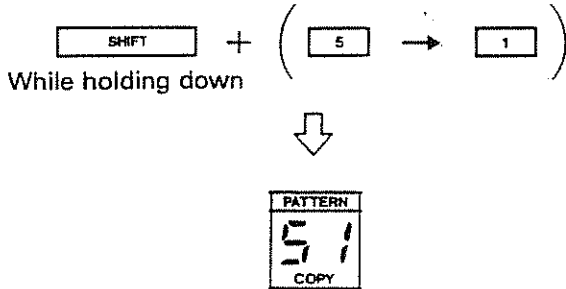 SHIFT + ( 5 → 1 )
While holding down
PATTERN
51
COPY